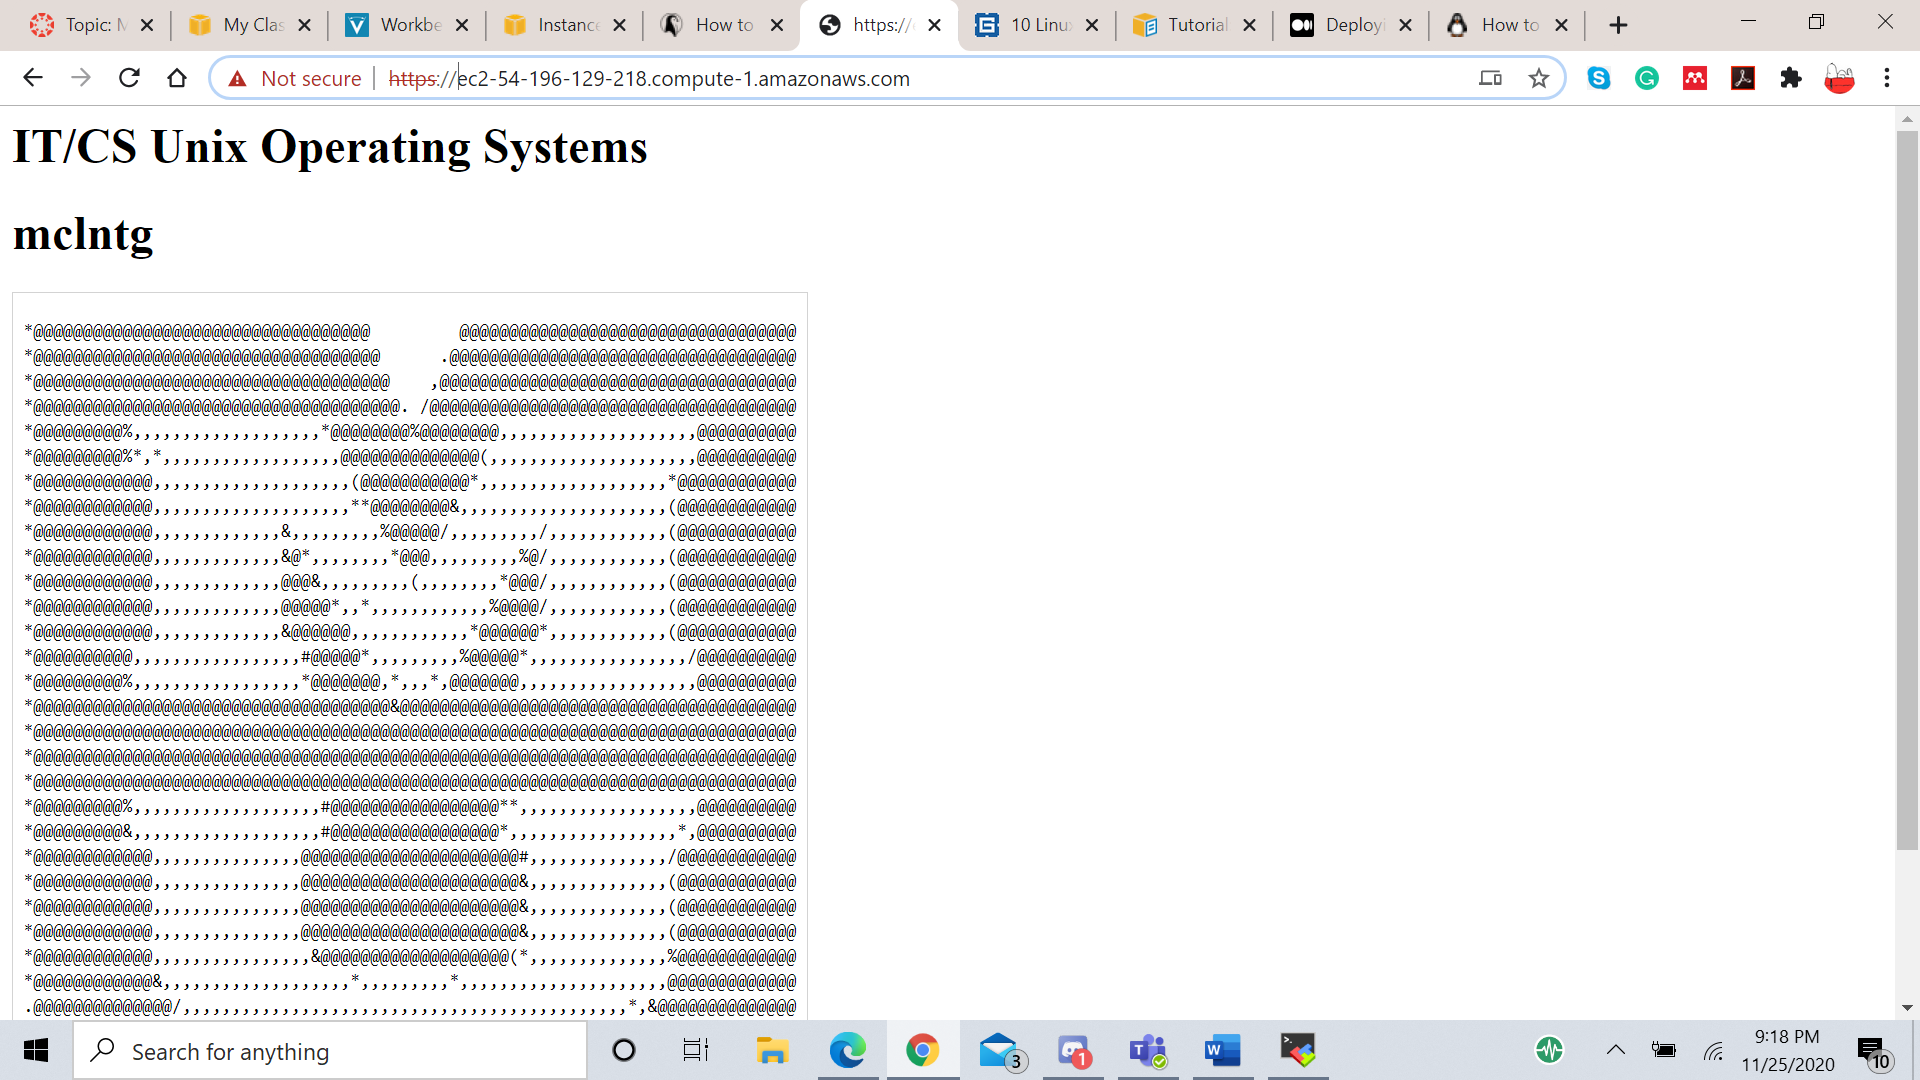 Topic: M
My Clas
Workbe
Instance
How to
https://
10 Linux
Tutorial
Deployi
How to
Not secure
https://ec2-54-196-129-218.compute-1.amazonaws.com
IT/CS Unix Operating Systems
mclntg
Search for anything
3
1
9:18 PM
11/25/2020
10